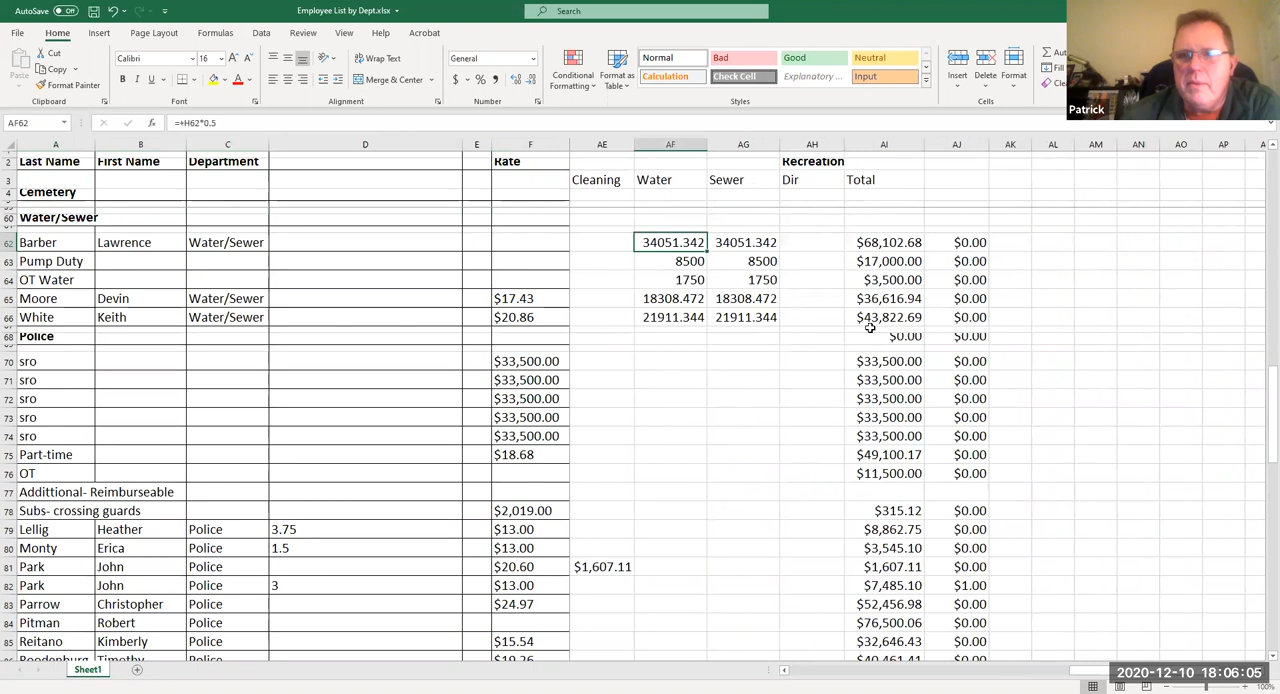 AutoSave Off Employee List by Dept.xlsx Search
File Home Insert Page Layout Formulas Data Review View Help Acrobat
Cut Calibri 16 Wrap Text General Normal Bad Good Neutral
Paste Copy Conditional Format as Insert Delete Format
Format Painter B I U Merge & Center $ % Formatting Table Calculation Check Cell Explanatory ... Input
Clipboard Font Alignment Number Styles Cells
Patrick
AF62 =+H62*0.5
A B C D E F AE AF AG AH AI AJ AK AL AM AN AO AP AQ
2 Last Name First Name Department Rate Recreation
3 Cleaning Water Sewer Dir Total
4 Cemetery
60 Water/Sewer
62 Barber Lawrence Water/Sewer 34051.342 34051.342 $68,102.68 $0.00
63 Pump Duty 8500 8500 $17,000.00 $0.00
64 OT Water 1750 1750 $3,500.00 $0.00
65 Moore Devin Water/Sewer $17.43 18308.472 18308.472 $36,616.94 $0.00
66 White Keith Water/Sewer $20.86 21911.344 21911.344 $43,822.69 $0.00
68 Police $0.00 $0.00
70 sro $33,500.00 $33,500.00 $0.00
71 sro $33,500.00 $33,500.00 $0.00
72 sro $33,500.00 $33,500.00 $0.00
73 sro $33,500.00 $33,500.00 $0.00
74 sro $33,500.00 $33,500.00 $0.00
75 Part-time $18.68 $49,100.17 $0.00
76 OT $11,500.00 $0.00
77 Addittional- Reimburseable
78 Subs- crossing guards $2,019.00 $315.12 $0.00
79 Lellig Heather Police 3.75 $13.00 $8,862.75 $0.00
80 Monty Erica Police 1.5 $13.00 $3,545.10 $0.00
81 Park John Police $20.60 $1,607.11 $1,607.11 $0.00
82 Park John Police 3 $13.00 $7,485.10 $1.00
83 Parrow Christopher Police $24.97 $52,456.98 $0.00
84 Pitman Robert Police $76,500.06 $0.00
85 Reitano Kimberly Police $15.54 $32,646.43 $0.00
Roodenburg Timothy Police $19.26 $40,461.41 $0.00
Sheet1
2020-12-10 18:06:05
100%